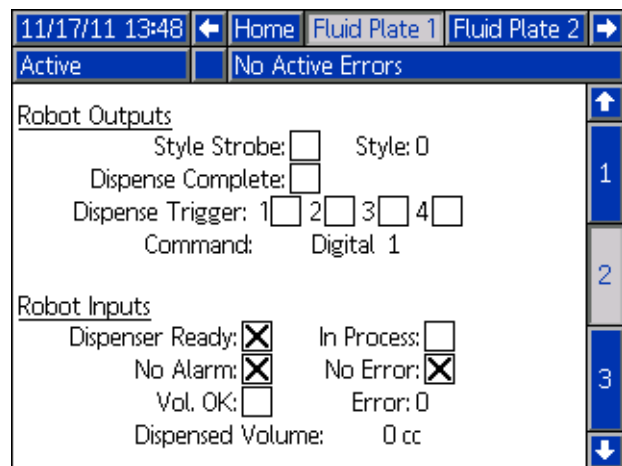 11/17/11 13:48 Home Fluid Plate 1 Fluid Plate 2
Active No Active Errors
Robot Outputs
Style Strobe: Style: 0
Dispense Complete:
Dispense Trigger: 1 2 3 4
Command: Digital 1
Robot Inputs
Dispenser Ready: In Process:
No Alarm: No Error:
Vol. OK: Error: 0
Dispensed Volume: 0 cc
1
2
3